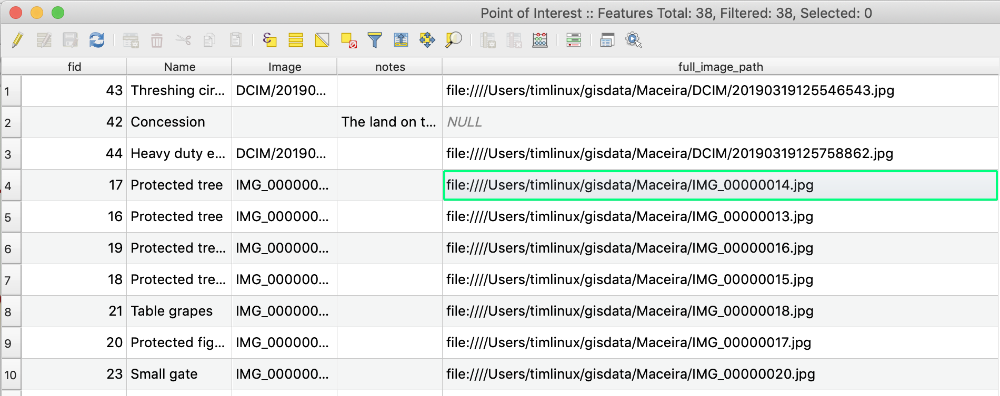 Point of Interest :: Features Total: 38, Filtered: 38, Selected: 0
fid Name Image notes full_image_path
1 43 Threshing cir... DCIM/20190... file:////Users/timlinux/gisdata/Maceira/DCIM/20190319125546543.jpg
2 42 Concession The land on t... NULL
3 44 Heavy duty e... DCIM/20190... file:////Users/timlinux/gisdata/Maceira/DCIM/20190319125758862.jpg
4 17 Protected tree IMG_000000... file:////Users/timlinux/gisdata/Maceira/IMG_00000014.jpg
5 16 Protected tree IMG_000000... file:////Users/timlinux/gisdata/Maceira/IMG_00000013.jpg
6 19 Protected tre... IMG_000000... file:////Users/timlinux/gisdata/Maceira/IMG_00000016.jpg
7 18 Protected tre... IMG_000000... file:////Users/timlinux/gisdata/Maceira/IMG_00000015.jpg
8 21 Table grapes IMG_000000... file:////Users/timlinux/gisdata/Maceira/IMG_00000018.jpg
9 20 Protected fig... IMG_000000... file:////Users/timlinux/gisdata/Maceira/IMG_00000017.jpg
10 23 Small gate IMG_000000... file:////Users/timlinux/gisdata/Maceira/IMG_00000020.jpg